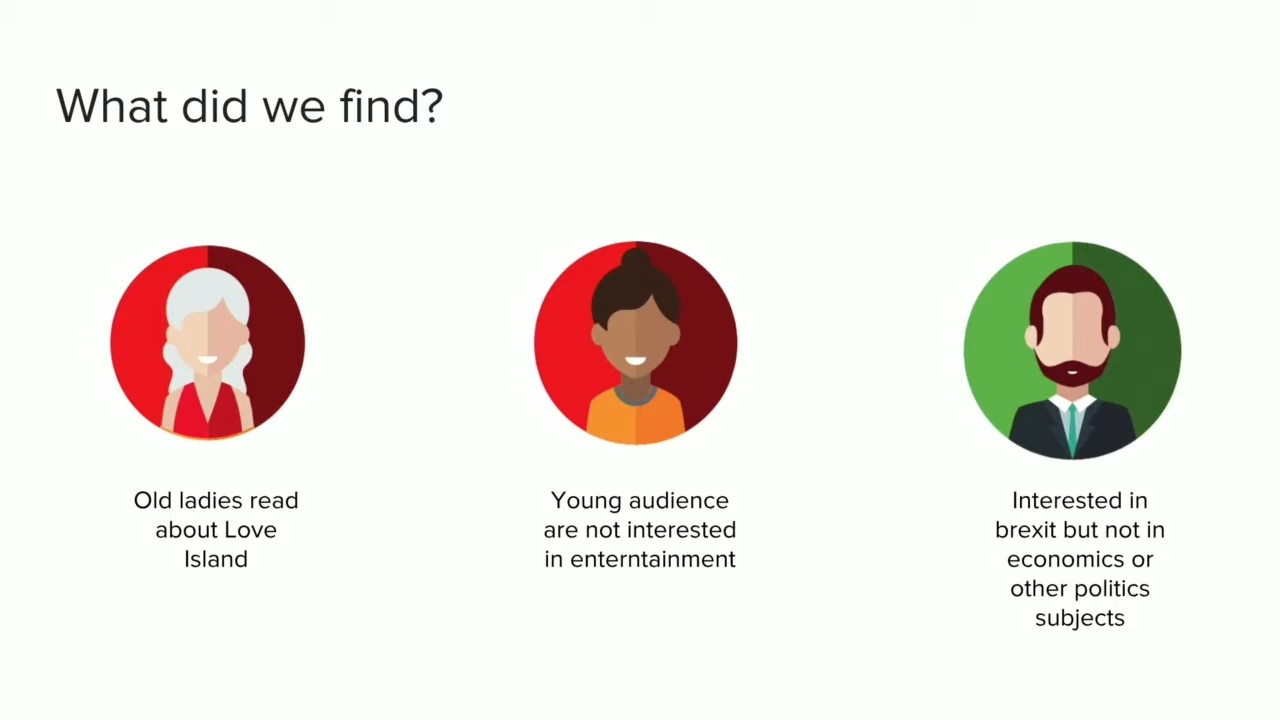 What did we find?
Old ladies read
about Love
Island
Young audience
are not interested
in enterntainment
Interested in
brexit but not in
economics or
other politics
subjects